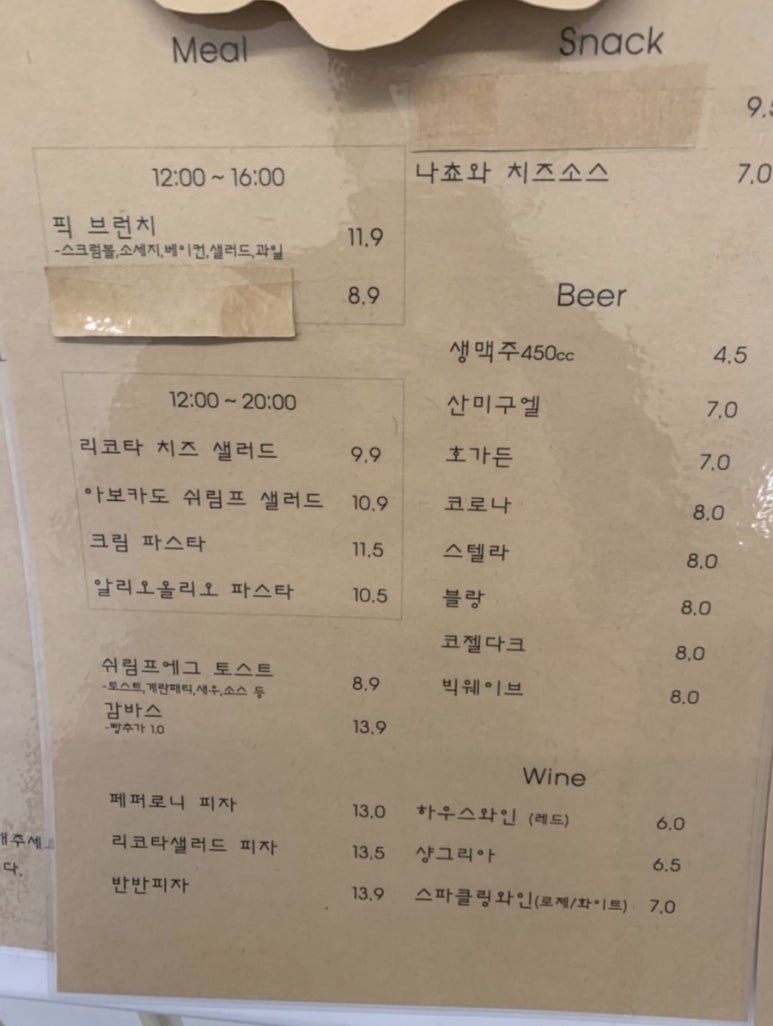 Meal
12:00 ~ 16:00
픽 브런치 11.9
-스크럼블,소세지,베이컨,샐러드,과일
8.9
12:00 ~ 20:00
리코타 치즈 샐러드 9.9
아보카도 쉬림프 샐러드 10.9
크림 파스타 11.5
알리오올리오 파스타 10.5
쉬림프에그 토스트 8.9
-토스트,계란패티,새우,소스 등
감바스 13.9
-빵추가 1.0
페퍼로니 피자 13.0
리코타샐러드 피자 13.5
반반피자 13.9
Snack
나쵸와 치즈소스 7.0
Beer
생맥주450cc 4.5
산미구엘 7.0
호가든 7.0
코로나 8.0
스텔라 8.0
블랑 8.0
코젤다크 8.0
빅웨이브 8.0
Wine
하우스와인 (레드) 6.0
샹그리아 6.5
스파클링와인(로제/화이트) 7.0
다.